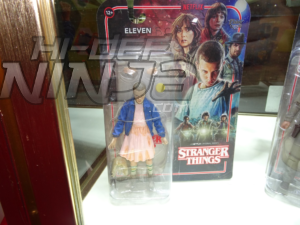 HI-DEF
NINJA
.COM
ELEVEN
STRANGER
THINGS